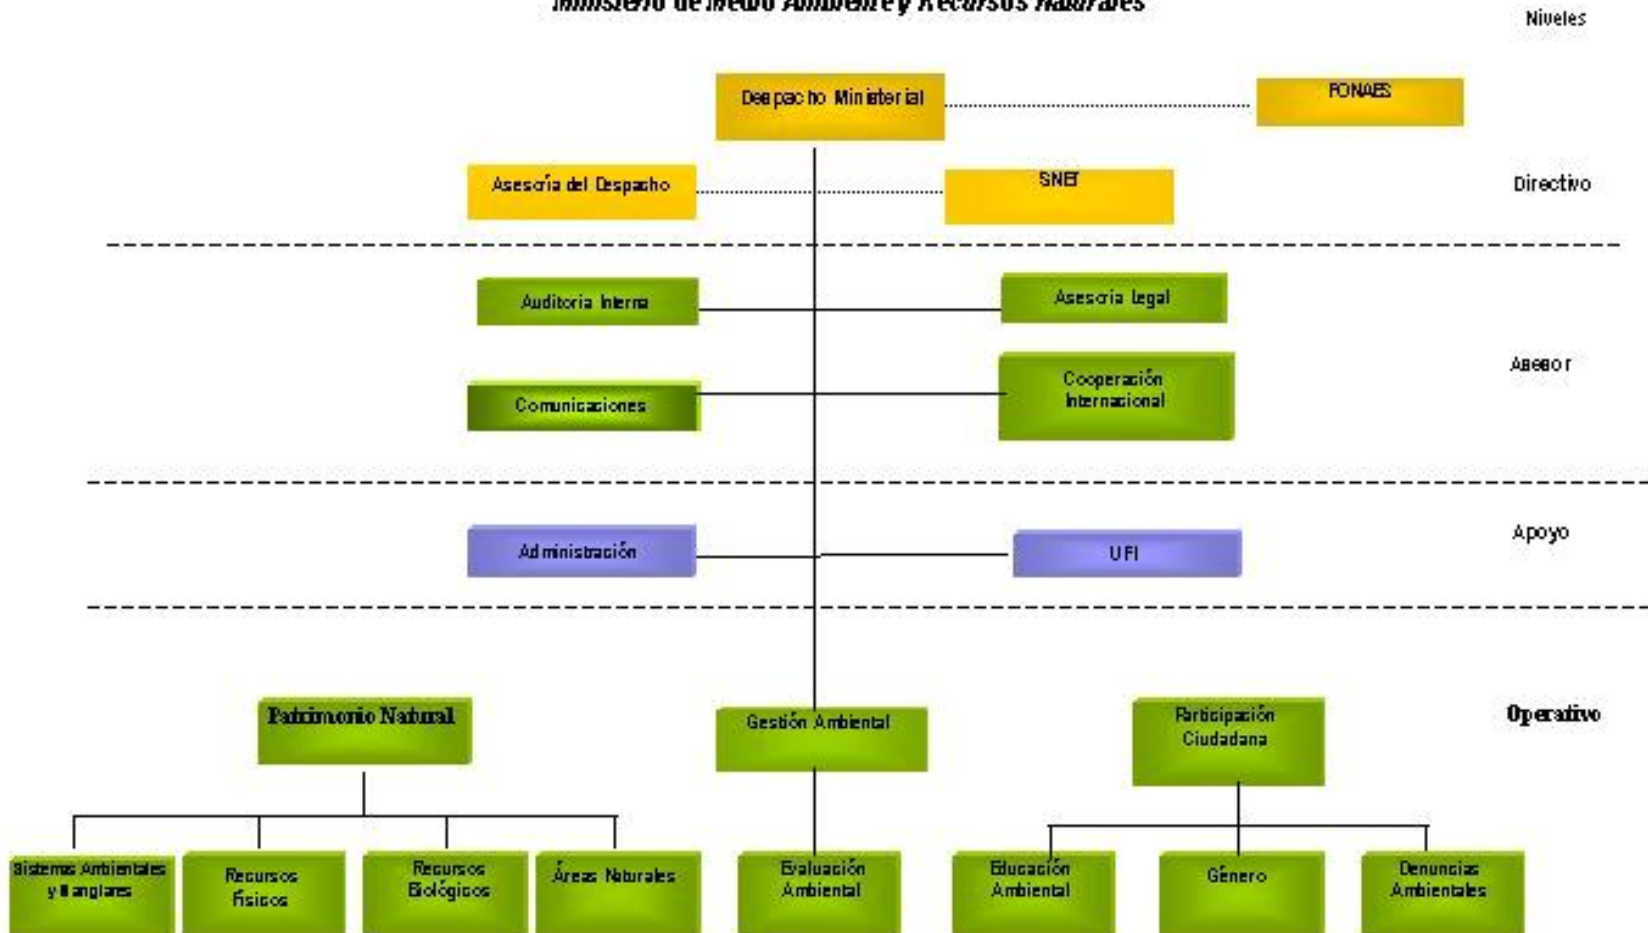 Ministerio de Medio Ambiente y Recursos Naturales
Niveles
Despacho Ministerial
FONAES
Asesoría del Despacho
SNET
Directivo
Auditoria Interna
Asesoria Legal
Asesor
Comunicaciones
Cooperación
Internacional
Administración
UFI
Apoyo
Patrimonio Natural
Gestión Ambiental
Participación
Ciudadana
Operativo
Sistemas Ambientales
y Manglares
Recursos
Físicos
Recursos
Biológicos
Áreas Naturales
Evaluación
Ambiental
Educación
Ambiental
Género
Denuncias
Ambientales